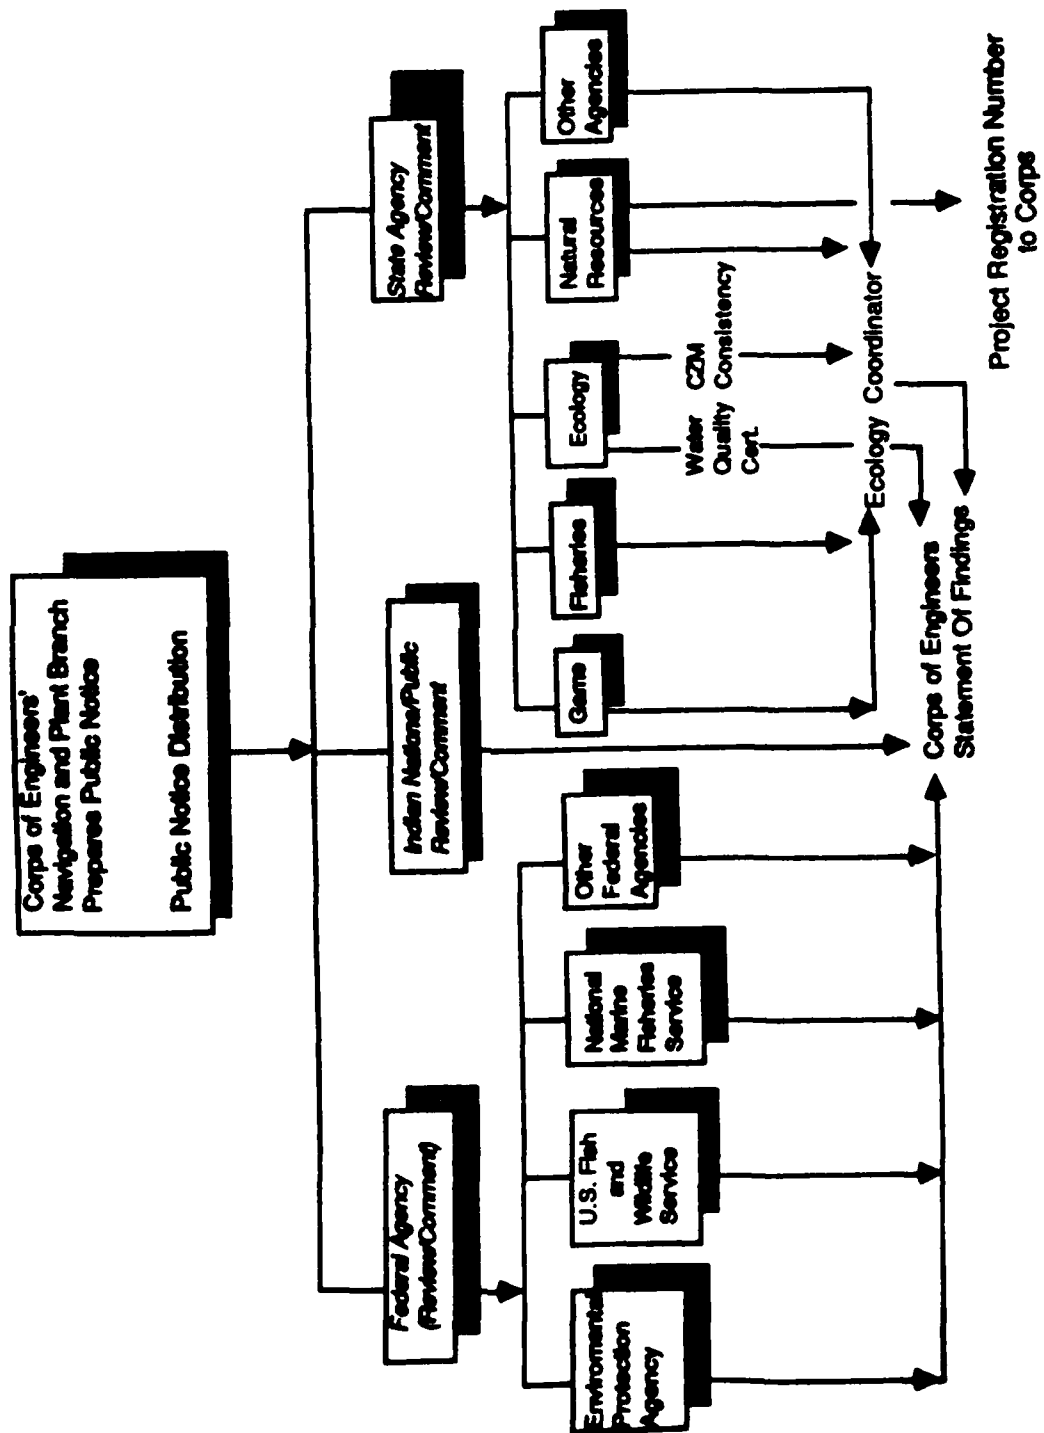 Corps of Engineers'
Navigation and Plant Branch
Prepares Public Notice
Public Notice Distribution
Federal Agency
(Review/Comment)
Indian Nations/Public
Review/Comment
State Agency
Review/Comment
Enviromental
Protection
Agency
U.S. Fish
and
Wildlife
Service
National
Marine
Fisheries
Service
Other
Federal
Agencies
Game
Fisheries
Ecology
Natural
Resources
Other
Agencies
Water
Quality
Cert.
CZM
Consistency
Ecology Coordinator
Corps of Engineers
Statement Of Findings
Project Registration Number
to Corps